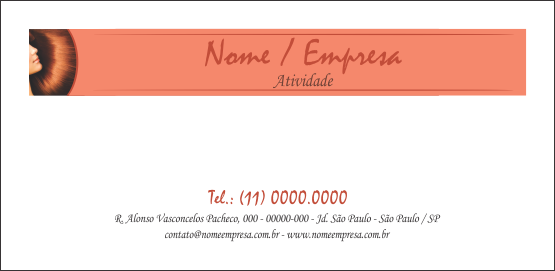 Nome / Empresa
Atividade
Tel.: (11) 0000.0000
R. Alonso Vasconcelos Pacheco, 000 - 00000-000 - Jd. São Paulo - São Paulo / SP
contato@nomeempresa.com.br - www.nomeempresa.com.br